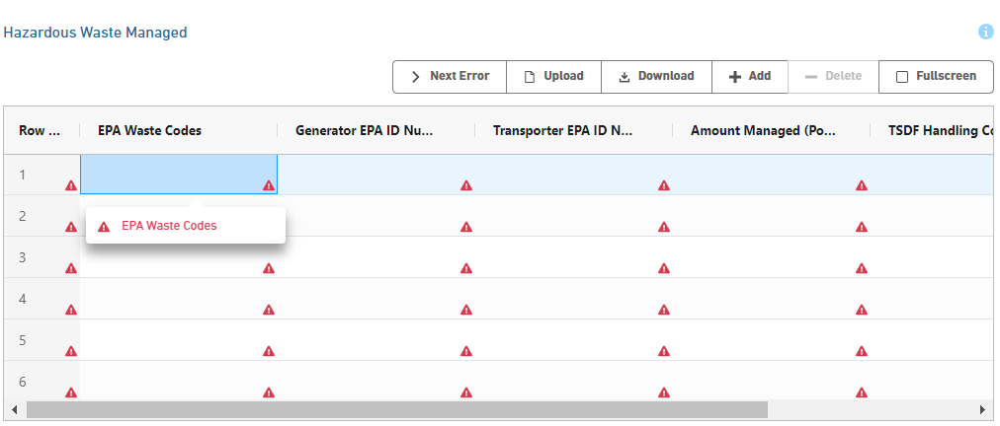 Hazardous Waste Managed
Next Error Upload Download Add Delete Fullscreen
Row ... EPA Waste Codes Generator EPA ID Nu... Transporter EPA ID N... Amount Managed (Po... TSDF Handling Co
1
2
EPA Waste Codes
3
4
5
6